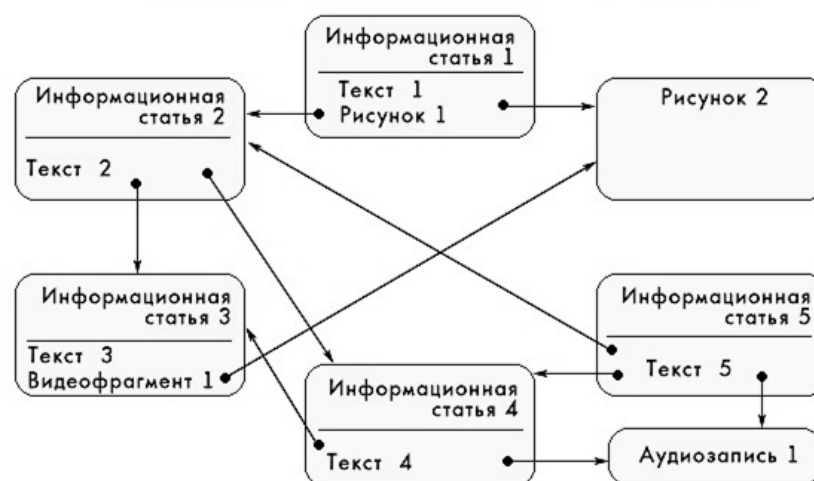 Информационная
статья 1
Текст 1
Рисунок 1
Информационная
статья 2
Текст 2
Рисунок 2
Информационная
статья 3
Текст 3
Видеофрагмент 1
Информационная
статья 5
Текст 5
Информационная
статья 4
Текст 4
Аудиозапись 1